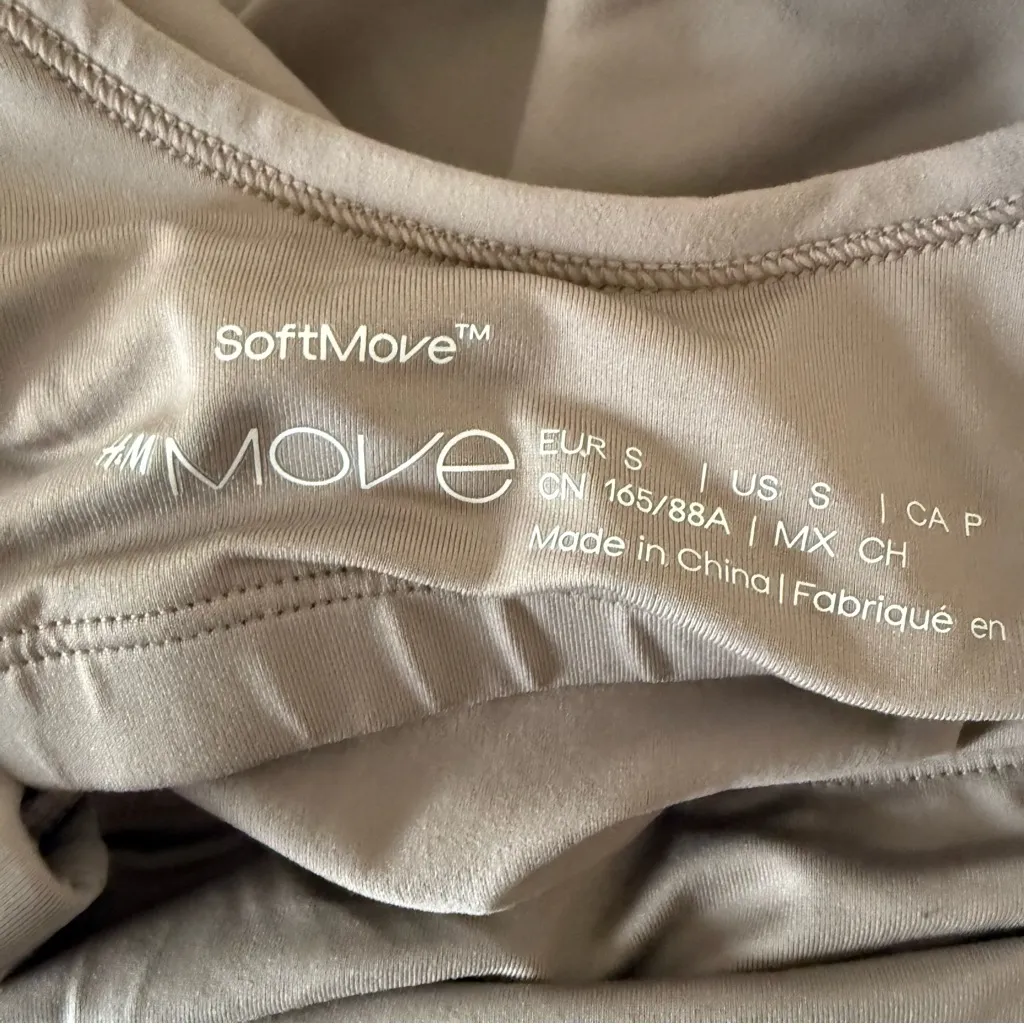 SoftMove™
H&M MOVE
EUR S | US S | CA P
CN 165/88A | MX CH
Made in China | Fabriqué en